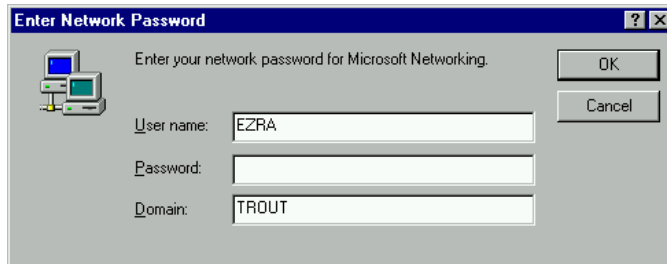 Enter Network Password
Enter your network password for Microsoft Networking.
OK
Cancel
User name: EZRA
Password:
Domain: TROUT